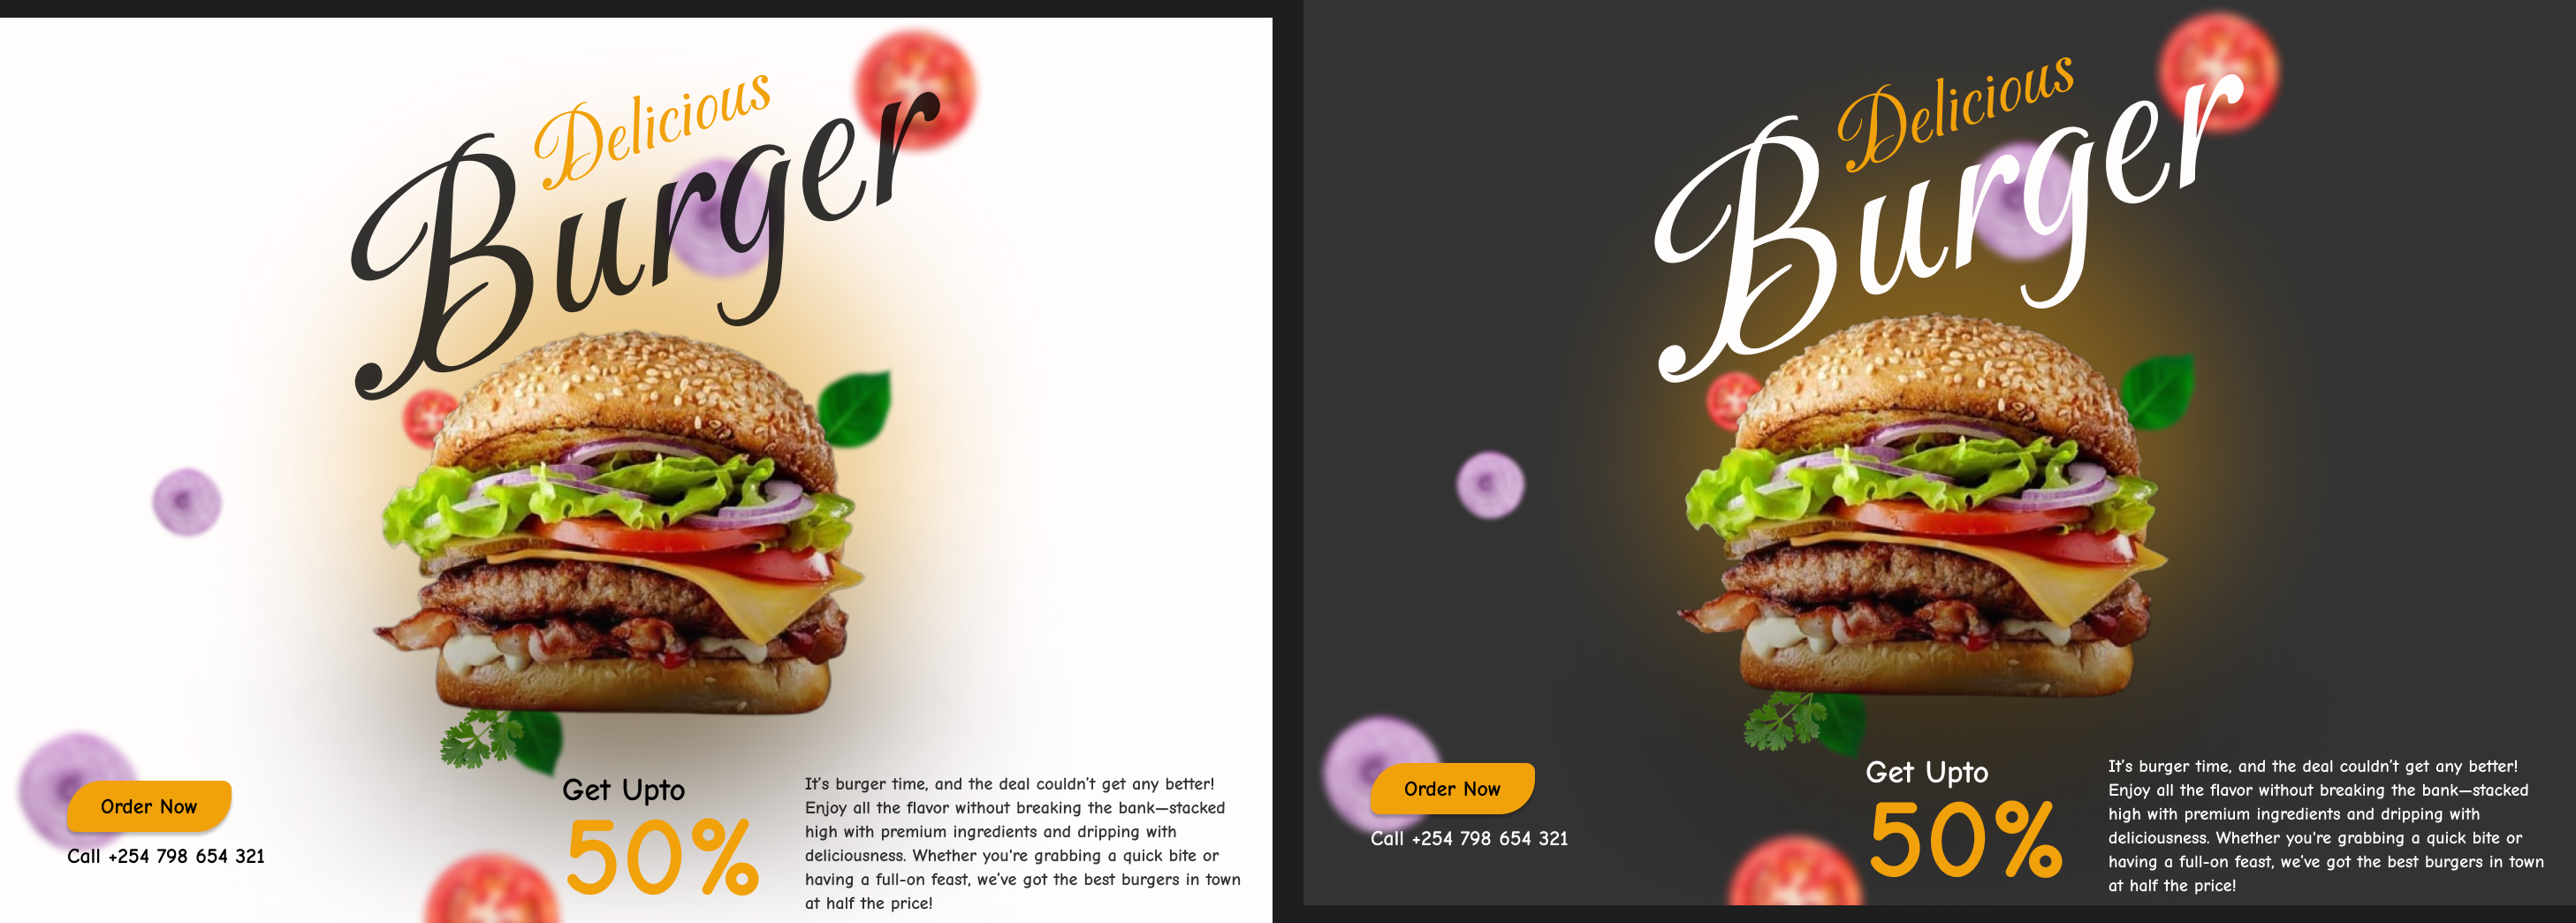 Delicious
Burger
Order Now
Call +254 798 654 321
Get Upto
50%
It's burger time, and the deal couldn't get any better!
Enjoy all the flavor without breaking the bank—stacked
high with premium ingredients and dripping with
deliciousness. Whether you're grabbing a quick bite or
having a full-on feast, we've got the best burgers in town
at half the price!
Delicious
Burger
Order Now
Call +254 798 654 321
Get Upto
50%
It's burger time, and the deal couldn't get any better!
Enjoy all the flavor without breaking the bank—stacked
high with premium ingredients and dripping with
deliciousness. Whether you're grabbing a quick bite or
having a full-on feast, we've got the best burgers in town
at half the price!